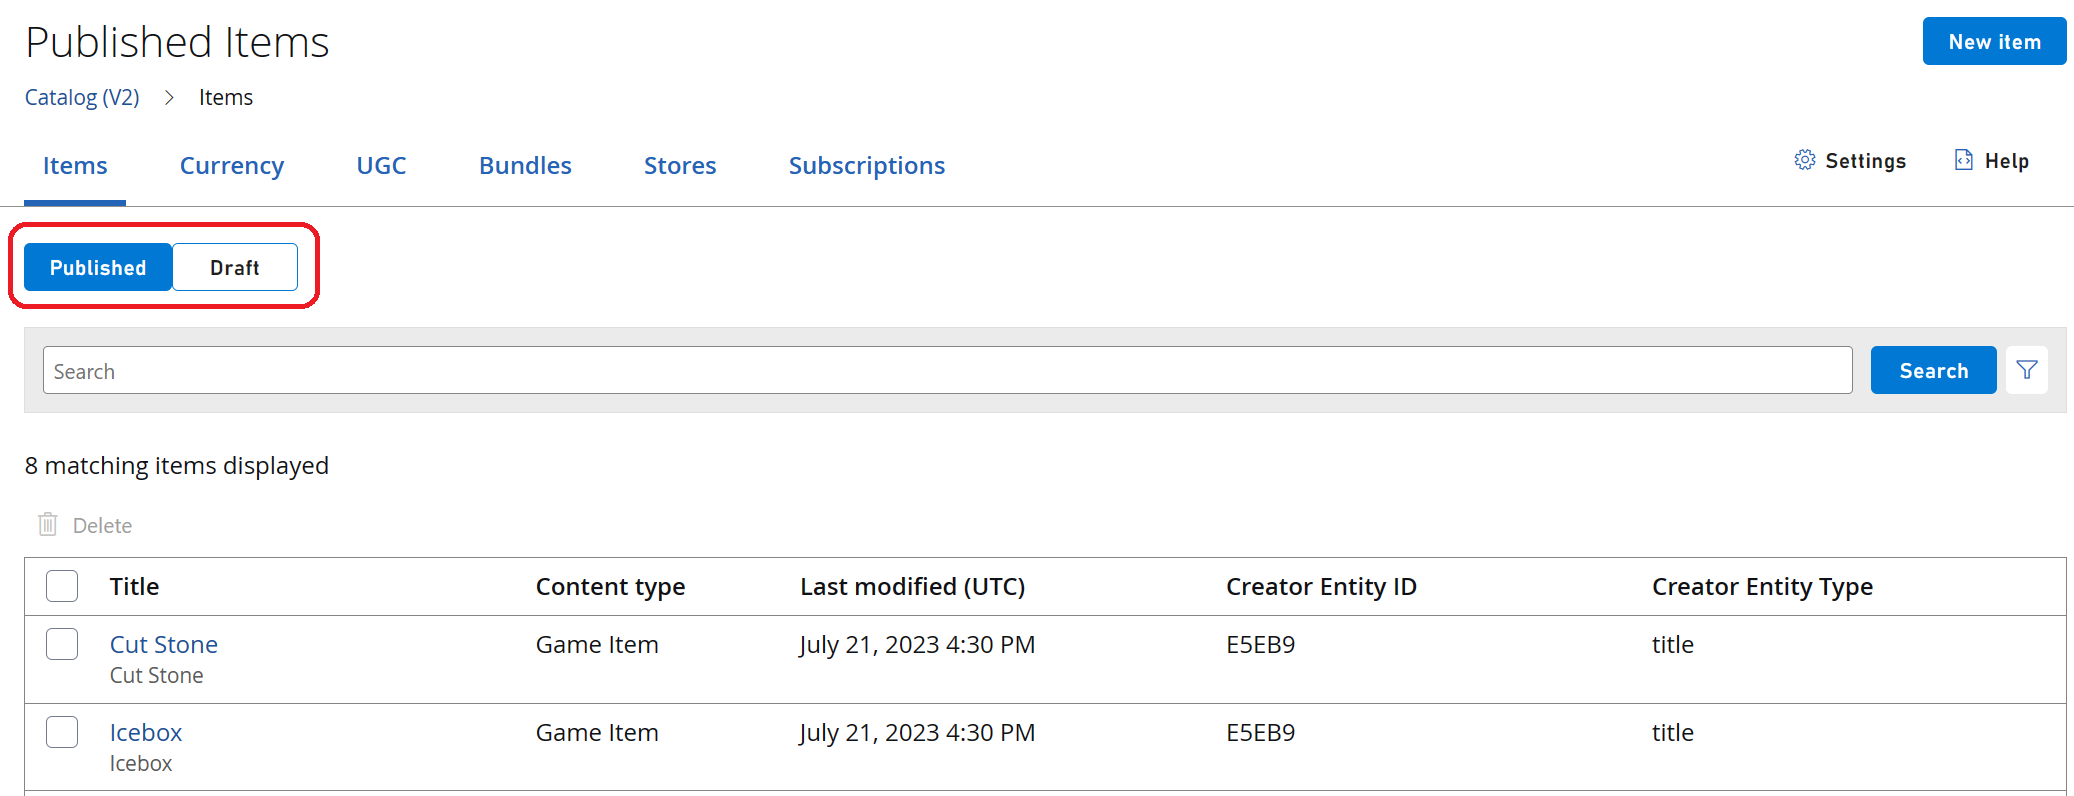 Published Items
New item
Catalog (V2) > Items
Items Currency UGC Bundles Stores Subscriptions Settings Help
Published Draft
Search Search
8 matching items displayed
Delete
Title Content type Last modified (UTC) Creator Entity ID Creator Entity Type
Cut Stone Game Item July 21, 2023 4:30 PM E5EB9 title
Cut Stone
Icebox Game Item July 21, 2023 4:30 PM E5EB9 title
Icebox